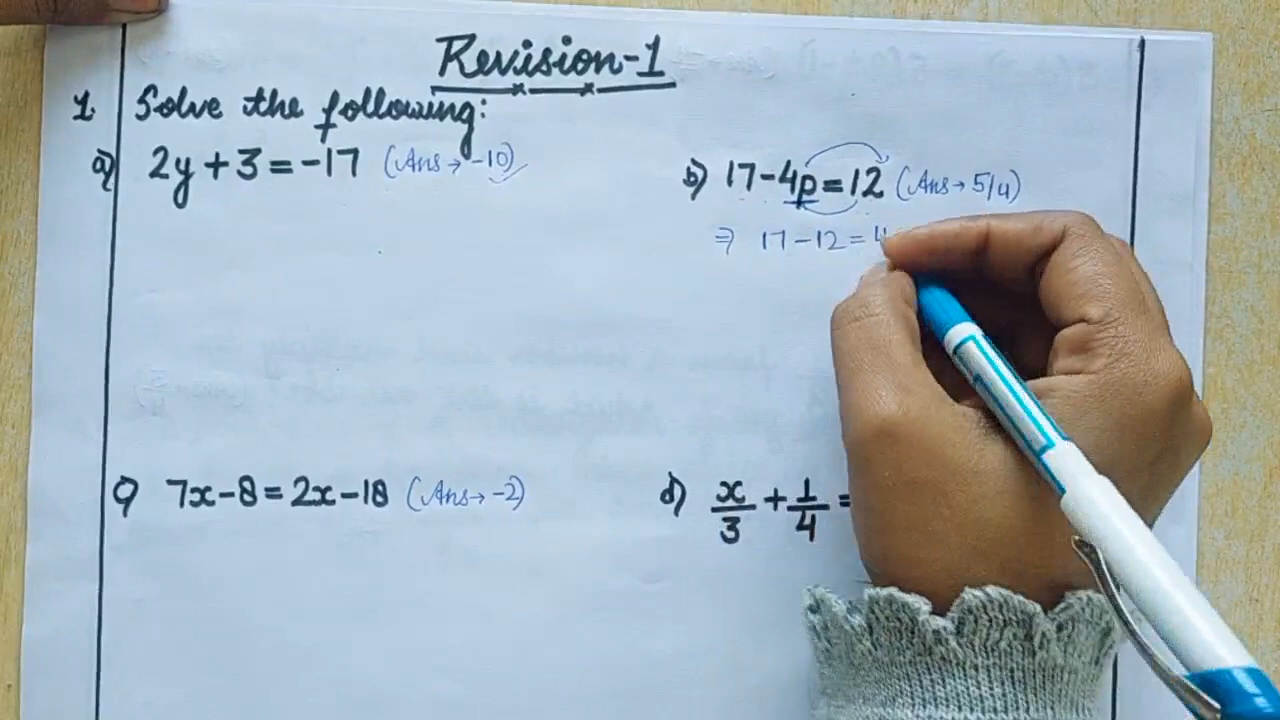 Revision-1
1. Solve the following:
a) 2y + 3 = -17 (Ans → -10)
b) 17 - 4p = 12 (Ans → 5/4)
⇒ 17 - 12 = 4
c) 7x - 8 = 2x - 18 (Ans → -2)
d) x/3 + 1/4 =